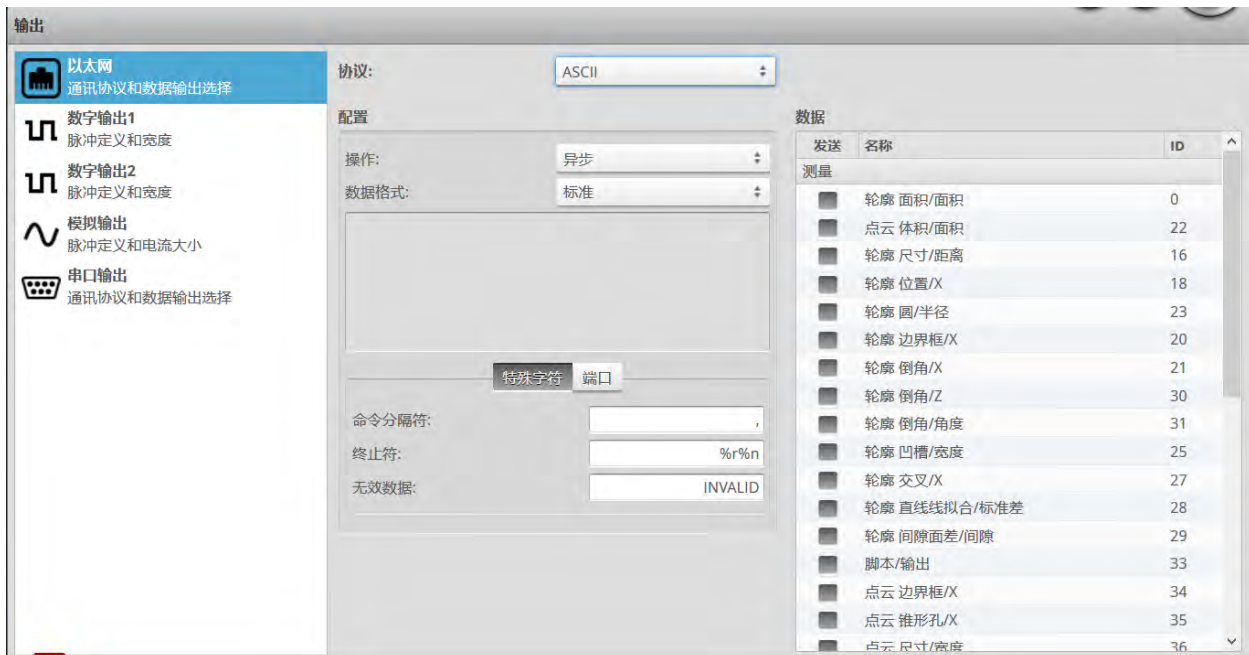 输出
以太网
通讯协议和数据输出选择
数字输出1
脉冲定义和宽度
数字输出2
脉冲定义和宽度
模拟输出
脉冲定义和电流大小
串口输出
通讯协议和数据输出选择
协议: ASCII
配置
操作: 异步
数据格式: 标准
特殊字符 端口
命令分隔符: ,
终止符: %r%n
无效数据: INVALID
数据
发送 名称 ID
测量
轮廓 面积/面积 0
点云 体积/面积 22
轮廓 尺寸/距离 16
轮廓 位置/X 18
轮廓 圆/半径 23
轮廓 边界框/X 20
轮廓 倒角/X 21
轮廓 倒角/Z 30
轮廓 倒角/角度 31
轮廓 凹槽/宽度 25
轮廓 交叉/X 27
轮廓 直线线拟合/标准差 28
轮廓 间隙面差/间隙 29
脚本/输出 33
点云 边界框/X 34
点云 锥形孔/X 35
点云 尺寸/宽度 36